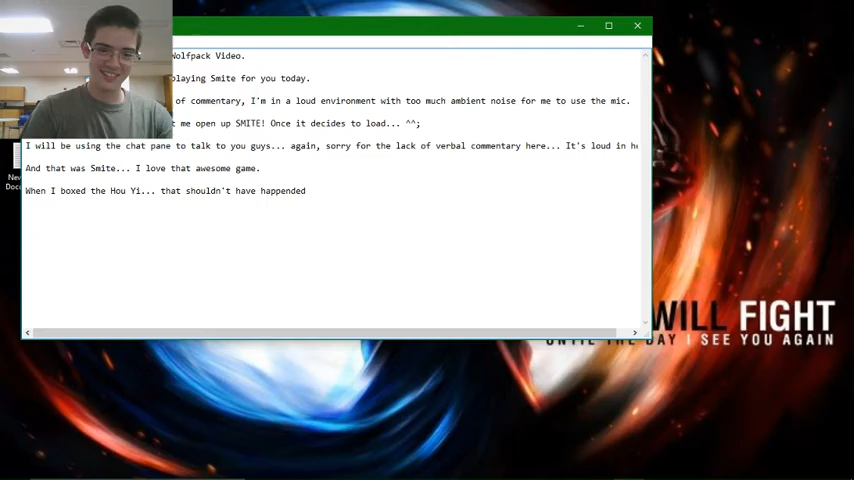 Wolfpack Video.
playing Smite for you today.
of commentary, I'm in a loud environment with too much ambient noise for me to use the mic.
me open up SMITE! Once it decides to load... ^^;
I will be using the chat pane to talk to you guys... again, sorry for the lack of verbal commentary here... It's loud in
And that was Smite... I love that awesome game.
When I boxed the Hou Yi... that shouldn't have happended
New
Docu
WILL FIGHT
UNTIL THE DAY I SEE YOU AGAIN